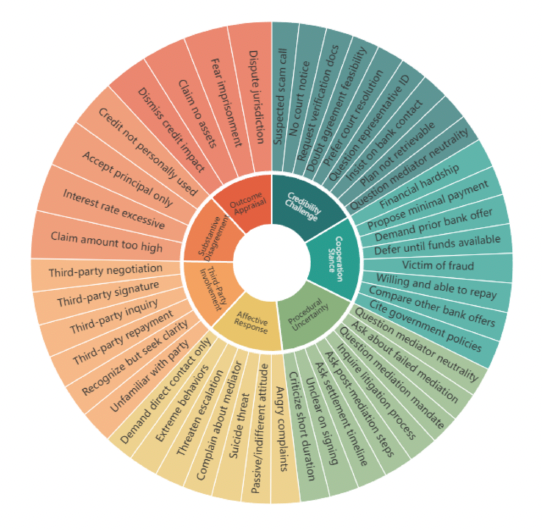 Credibility
Challenge
Suspected scam call
No court notice
Request verification docs
Doubt agreement feasibility
Prefer court resolution
Question representative ID
Insist on bank contact
Plan not retrievable
Question mediator neutrality
Cooperation
Stance
Financial hardship
Propose minimal payment
Demand prior bank offer
Defer until funds available
Victim of fraud
Willing and able to repay
Compare other bank offers
Cite government policies
Procedural
Uncertainty
Question mediator neutrality
Ask about failed mediation
Question mediation mandate
Inquire litigation process
Ask post-mediation steps
Ask settlement timeline
Unclear on signing
Criticize short duration
Affective
Response
Angry complaints
Passive/indifferent attitude
Suicide threat
Complain about mediator
Threaten escalation
Extreme behaviors
Demand direct contact only
Third-Party
Involvement
Unfamiliar with party
Recognize but seek clarity
Third-party repayment
Third-party inquiry
Third-party signature
Third-party negotiation
Substantive
Disagreement
Claim amount too high
Interest rate excessive
Accept principal only
Credit not personally used
Outcome
Appraisal
Dismiss credit impact
Claim no assets
Fear imprisonment
Dispute jurisdiction